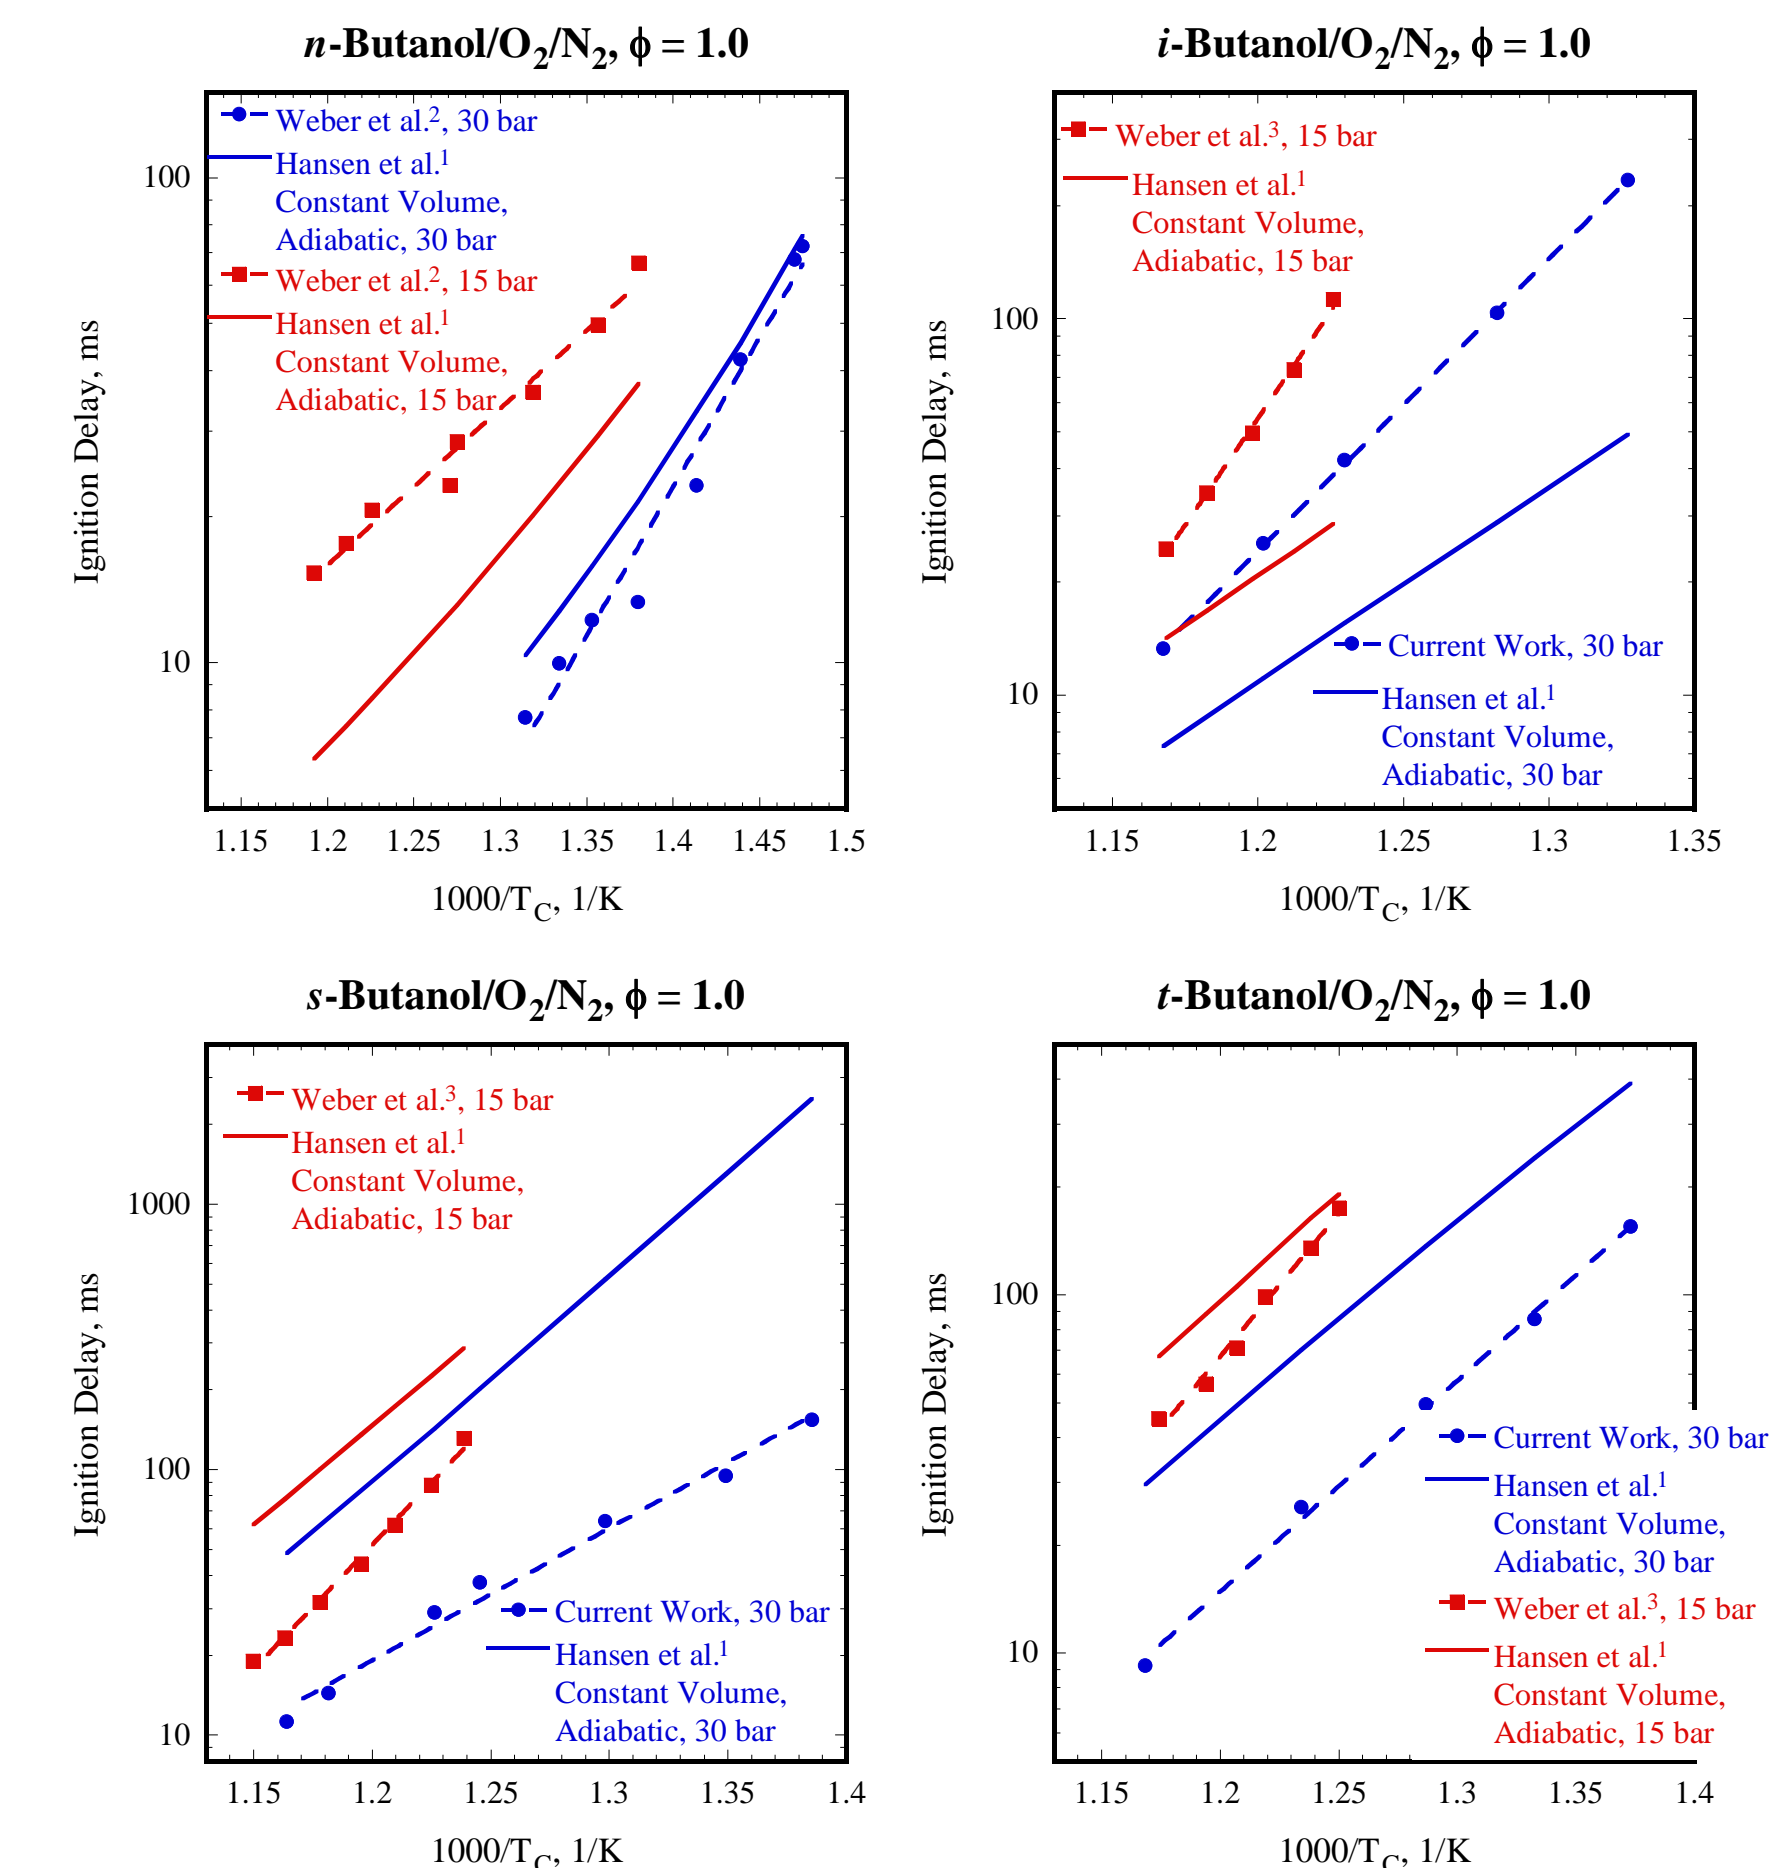 n-Butanol/O2/N2, ϕ = 1.0
Weber et al.2, 30 bar
Hansen et al.1
Constant Volume,
Adiabatic, 30 bar
Weber et al.2, 15 bar
Hansen et al.1
Constant Volume,
Adiabatic, 15 bar
100
10
Ignition Delay, ms
1.15 1.2 1.25 1.3 1.35 1.4 1.45 1.5
1000/TC, 1/K
i-Butanol/O2/N2, ϕ = 1.0
Weber et al.3, 15 bar
Hansen et al.1
Constant Volume,
Adiabatic, 15 bar
Current Work, 30 bar
Hansen et al.1
Constant Volume,
Adiabatic, 30 bar
100
10
Ignition Delay, ms
1.15 1.2 1.25 1.3 1.35
1000/TC, 1/K
s-Butanol/O2/N2, ϕ = 1.0
Weber et al.3, 15 bar
Hansen et al.1
Constant Volume,
Adiabatic, 15 bar
Current Work, 30 bar
Hansen et al.1
Constant Volume,
Adiabatic, 30 bar
1000
100
10
Ignition Delay, ms
1.15 1.2 1.25 1.3 1.35 1.4
1000/TC, 1/K
t-Butanol/O2/N2, ϕ = 1.0
Current Work, 30 bar
Hansen et al.1
Constant Volume,
Adiabatic, 30 bar
Weber et al.3, 15 bar
Hansen et al.1
Constant Volume,
Adiabatic, 15 bar
100
10
Ignition Delay, ms
1.15 1.2 1.25 1.3 1.35 1.4
1000/TC, 1/K